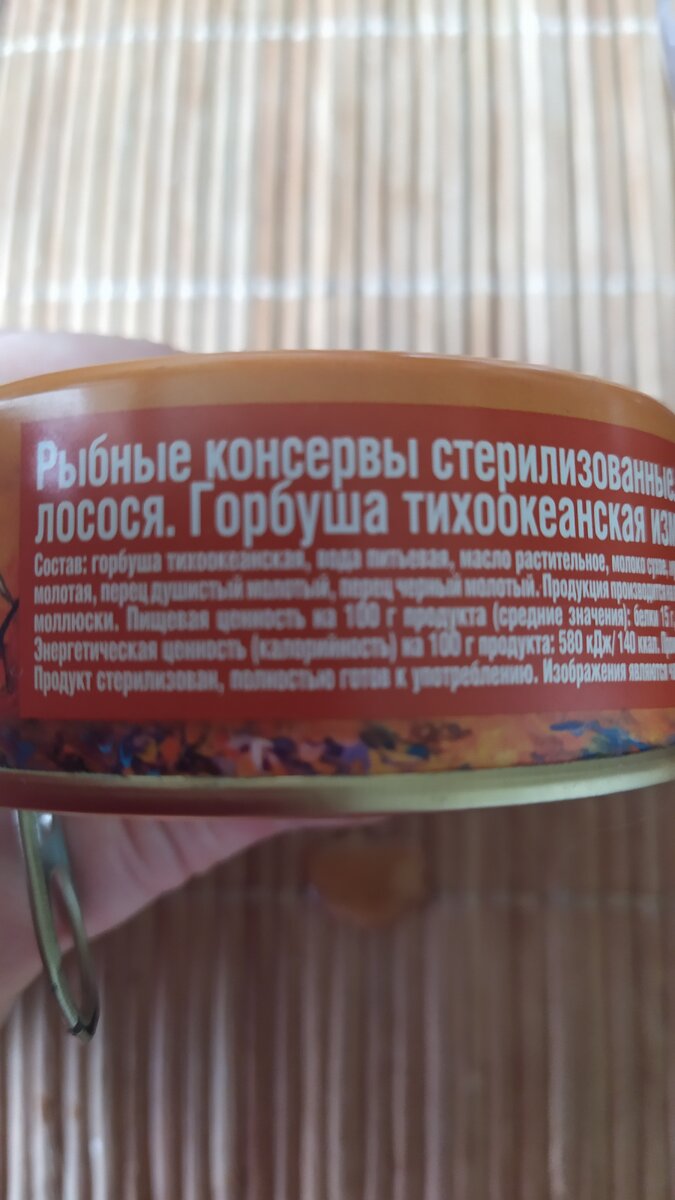 Рыбные консервы стерилизованные.
лосося. Горбуша тихоокеанская
Состав: горбуша тихоокеанская, вода питьевая, масло растительное, молоко сухое,
молотая, перец душистый молотый, перец черный молотый. Продукция
моллюски. Пищевая ценность на 100 г продукта (средние значения): белки 15 г,
Энергетическая ценность (калорийность) на 100 г продукта: 580 кДж/ 140 ккал.
Продукт стерилизован, полностью готов к употреблению. Изображения являются